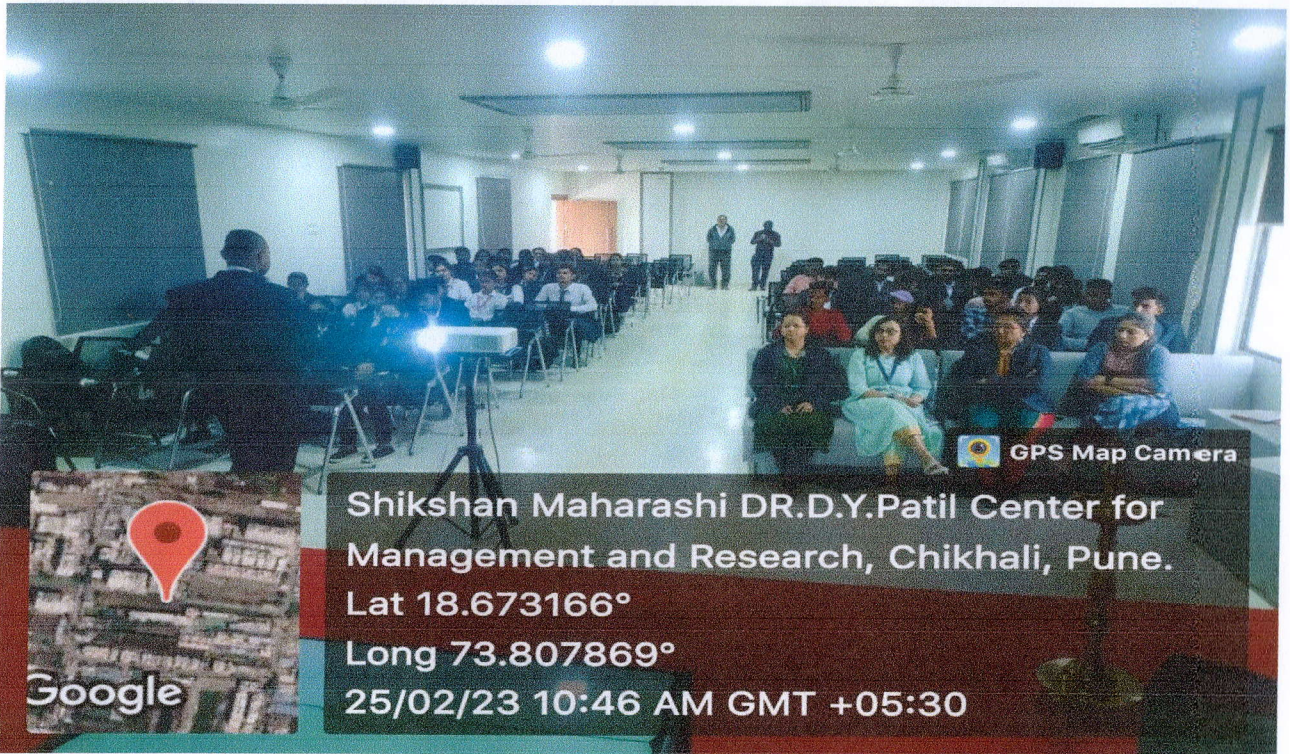 GPS Map Camera
Shikshan Maharashi DR.D.Y.Patil Center for
Management and Research, Chikhali, Pune.
Lat 18.673166°
Long 73.807869°
25/02/23 10:46 AM GMT +05:30
Google